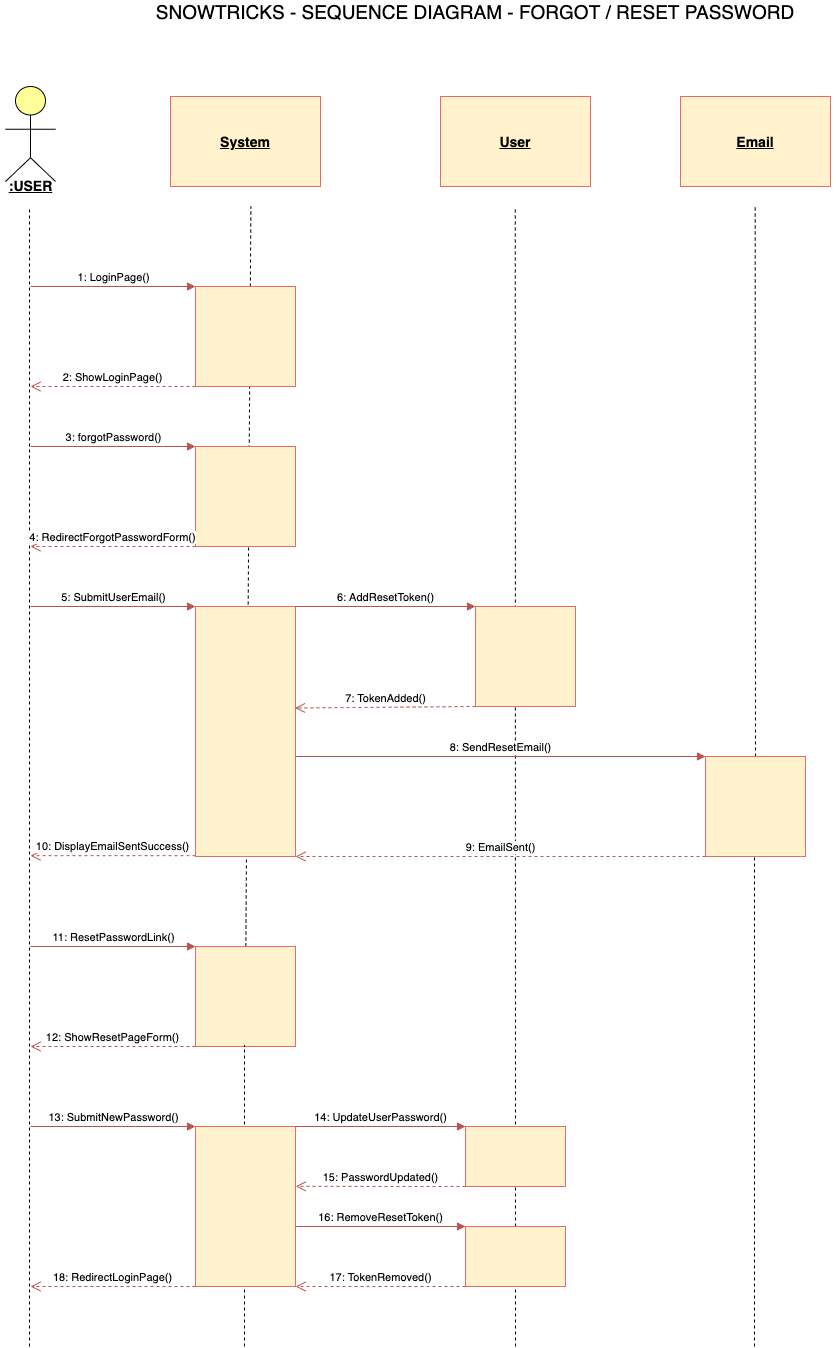 SNOWTRICKS - SEQUENCE DIAGRAM - FORGOT / RESET PASSWORD
:USER
System
User
Email
1: LoginPage()
2: ShowLoginPage()
3: forgotPassword()
4: RedirectForgotPasswordForm()
5: SubmitUserEmail()
6: AddResetToken()
7: TokenAdded()
8: SendResetEmail()
10: DisplayEmailSentSuccess()
9: EmailSent()
11: ResetPasswordLink()
12: ShowResetPageForm()
13: SubmitNewPassword()
14: UpdateUserPassword()
15: PasswordUpdated()
16: RemoveResetToken()
18: RedirectLoginPage()
17: TokenRemoved()